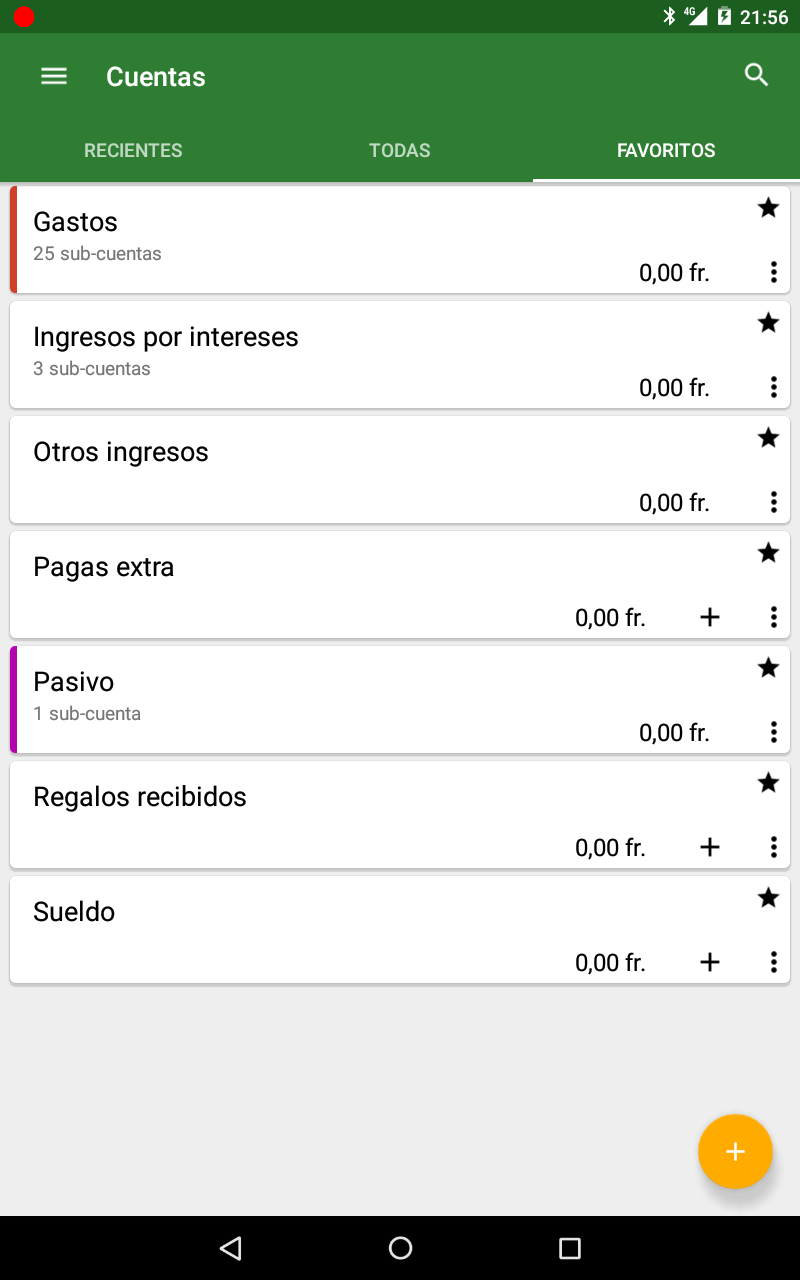 4G 21:56
Cuentas
RECIENTES TODAS FAVORITOS
Gastos
25 sub-cuentas
0,00 fr.
Ingresos por intereses
3 sub-cuentas
0,00 fr.
Otros ingresos
0,00 fr.
Pagas extra
0,00 fr.
Pasivo
1 sub-cuenta
0,00 fr.
Regalos recibidos
0,00 fr.
Sueldo
0,00 fr.